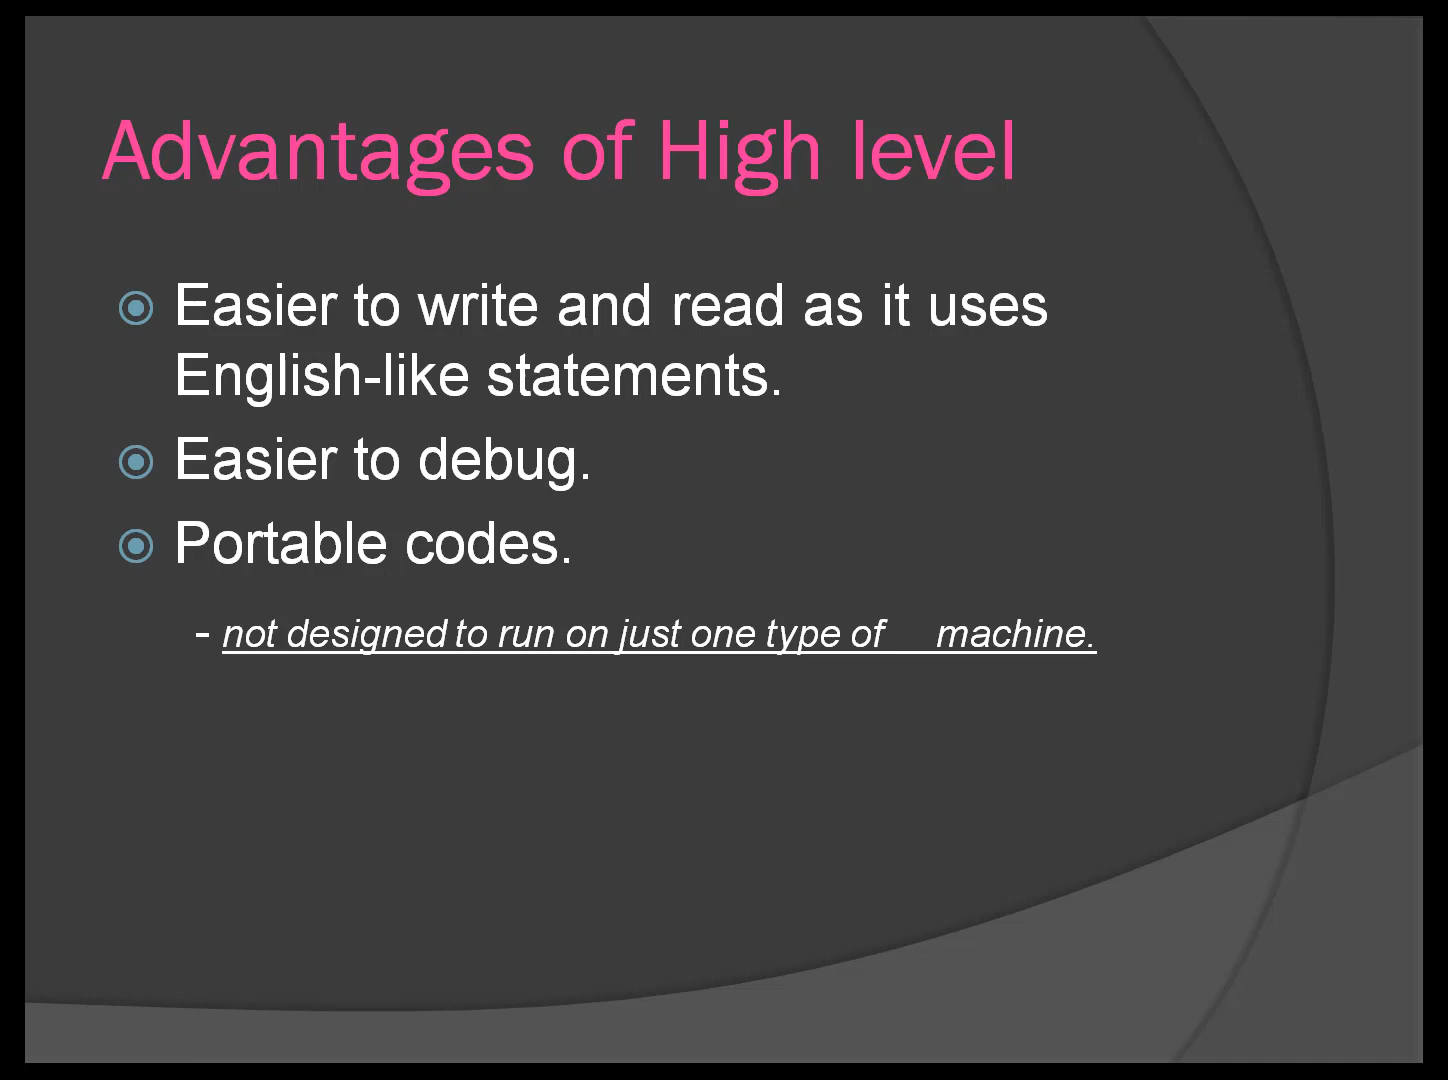 Advantages of High level
Easier to write and read as it uses
English-like statements.
Easier to debug.
Portable codes.
- not designed to run on just one type of machine.